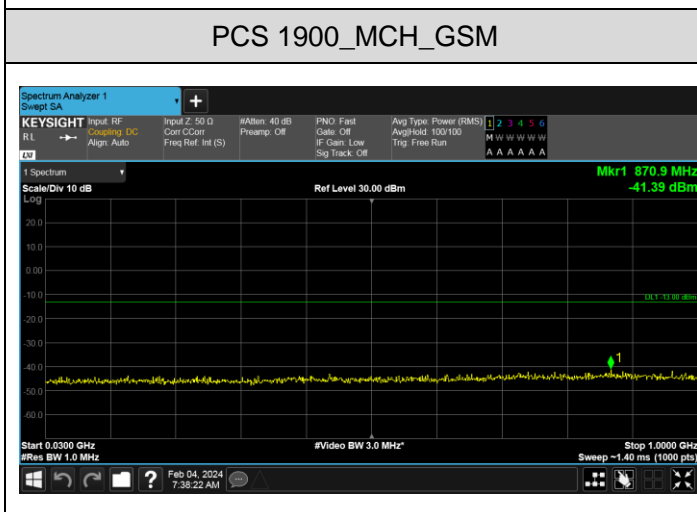 PCS 1900_MCH_GSM
Spectrum Analyzer 1
Swept SA
+
KEYSIGHT
RL
LXI
Input: RF
Coupling: DC
Align: Auto
Input Z: 50 Ω
Corr CCorr
Freq Ref: Int (S)
#Atten: 40 dB
Preamp: Off
PNO: Fast
Gate: Off
IF Gain: Low
Sig Track: Off
Avg Type: Power (RMS)
Avg|Hold: 100/100
Trig: Free Run
1 2 3 4 5 6
M W W W W W
A A A A A A
1 Spectrum
Scale/Div 10 dB
Ref Level 30.00 dBm
Mkr1 870.9 MHz
-41.39 dBm
Log
20.0
10.0
0.00
-10.0
DL1 -13.00 dBm
-20.0
-30.0
-40.0
1
-50.0
-60.0
Start 0.0300 GHz
#Video BW 3.0 MHz*
Stop 1.0000 GHz
#Res BW 1.0 MHz
Sweep ~1.40 ms (1000 pts)
?
Feb 04, 2024
7:38:22 AM